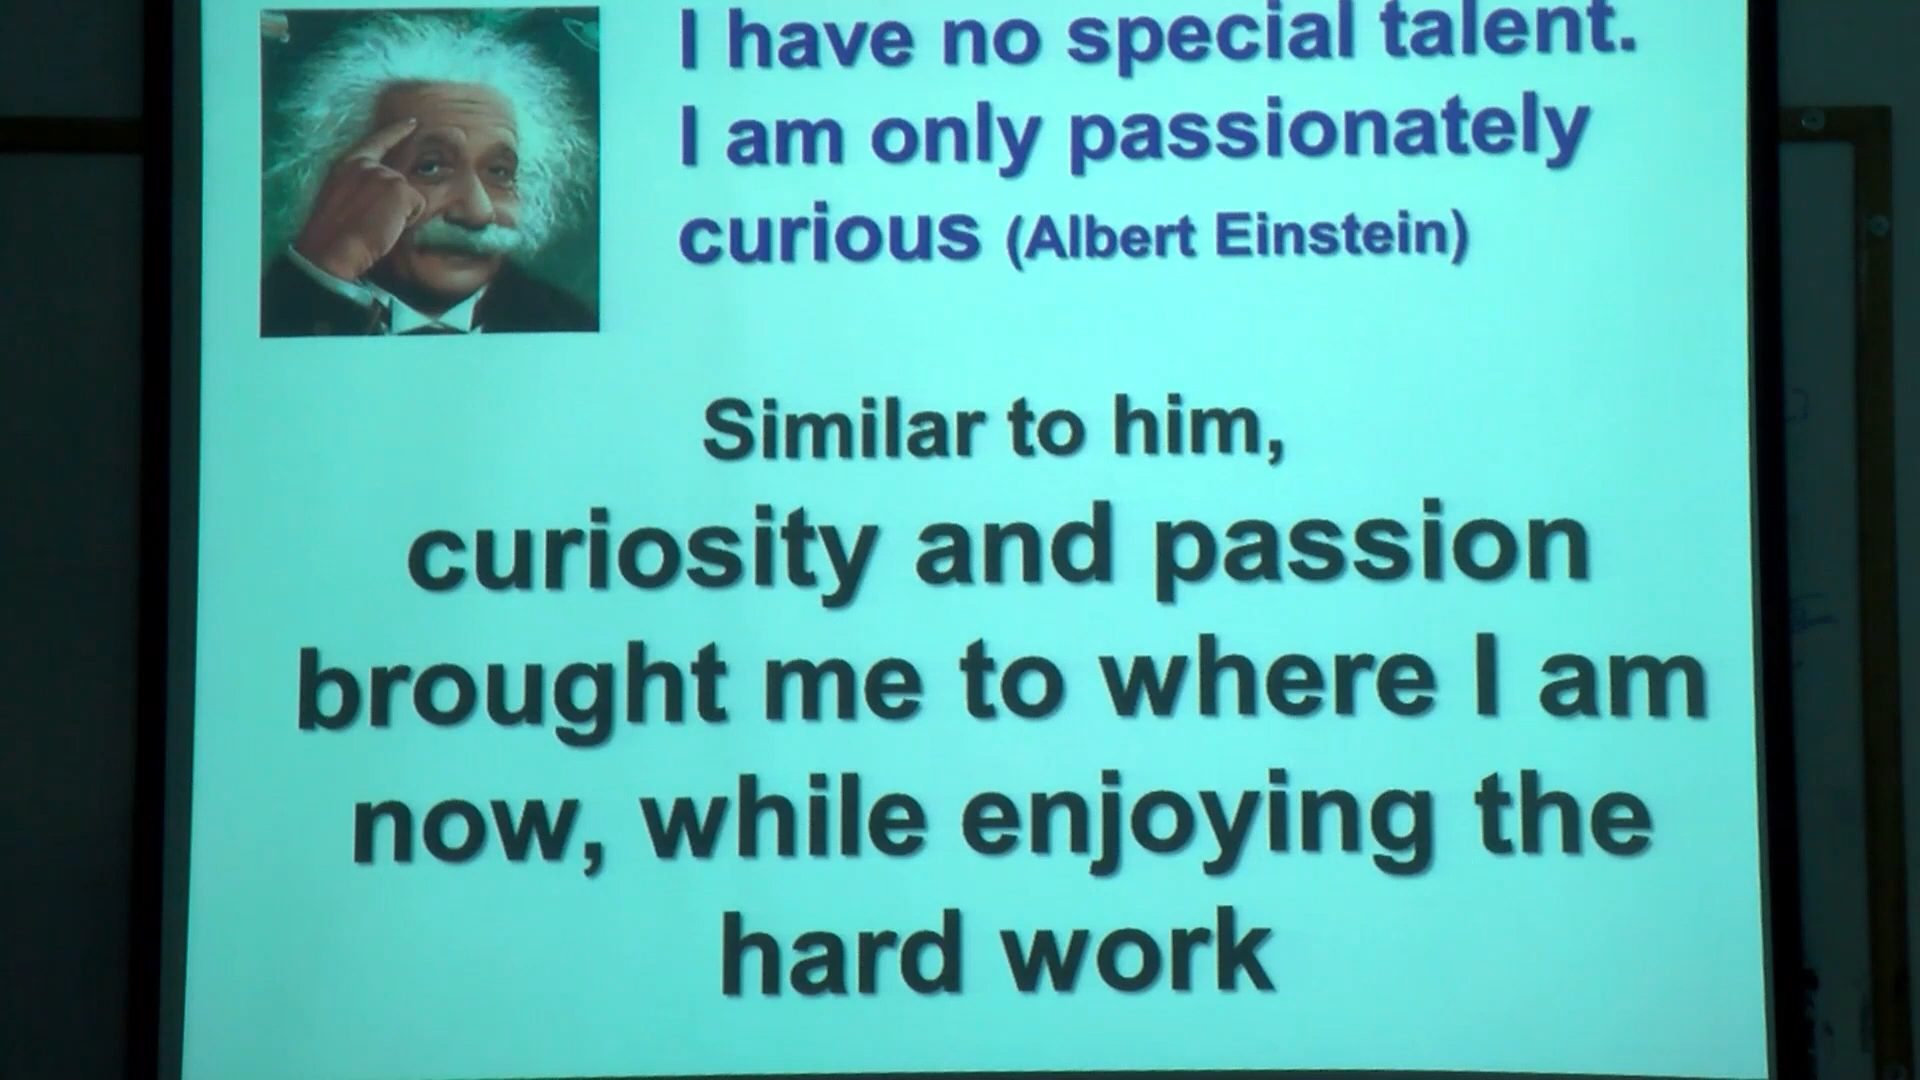 I have no special talent.
I am only passionately
curious (Albert Einstein)
Similar to him,
curiosity and passion
brought me to where I am
now, while enjoying the
hard work